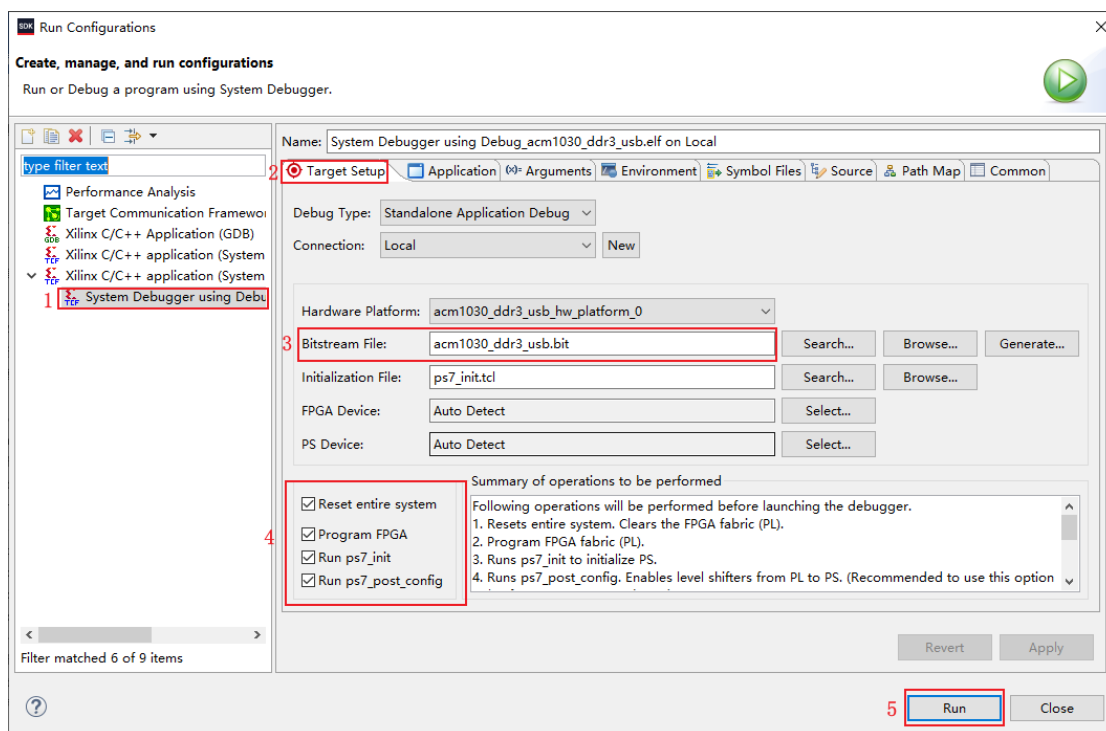 SDK Run Configurations
Create, manage, and run configurations
Run or Debug a program using System Debugger.
Name: System Debugger using Debug_acm1030_ddr3_usb.elf on Local
type filter text
2 Target Setup Application (x)= Arguments Environment Symbol Files Source Path Map Common
Performance Analysis
Target Communication Framewor
Xilinx C/C++ Application (GDB)
Xilinx C/C++ application (System
Xilinx C/C++ application (System
1 System Debugger using Debu
Debug Type: Standalone Application Debug
Connection: Local New
Hardware Platform: acm1030_ddr3_usb_hw_platform_0
3 Bitstream File: acm1030_ddr3_usb.bit Search... Browse... Generate...
Initialization File: ps7_init.tcl Search... Browse...
FPGA Device: Auto Detect Select...
PS Device: Auto Detect Select...
4
Reset entire system
Program FPGA
Run ps7_init
Run ps7_post_config
Summary of operations to be performed
Following operations will be performed before launching the debugger.
1. Resets entire system. Clears the FPGA fabric (PL).
2. Program FPGA fabric (PL).
3. Runs ps7_init to initialize PS.
4. Runs ps7_post_config. Enables level shifters from PL to PS. (Recommended to use this option
Filter matched 6 of 9 items
Revert Apply
? 5 Run Close